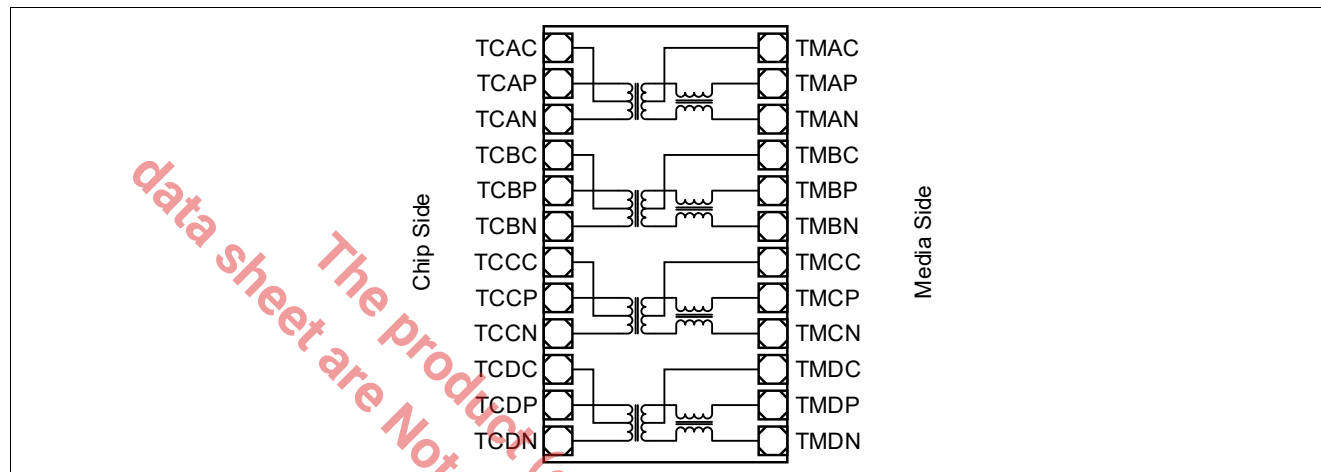 TCAC TMAC
TCAP TMAP
TCAN TMAN
TCBC TMBC
TCBP TMBP
TCBN TMBN
TCCC TMCC
TCCP TMCP
TCCN TMCN
TCDC TMDC
TCDP TMDP
TCDN TMDN
Chip Side
Media Side
The product
data sheet are Not